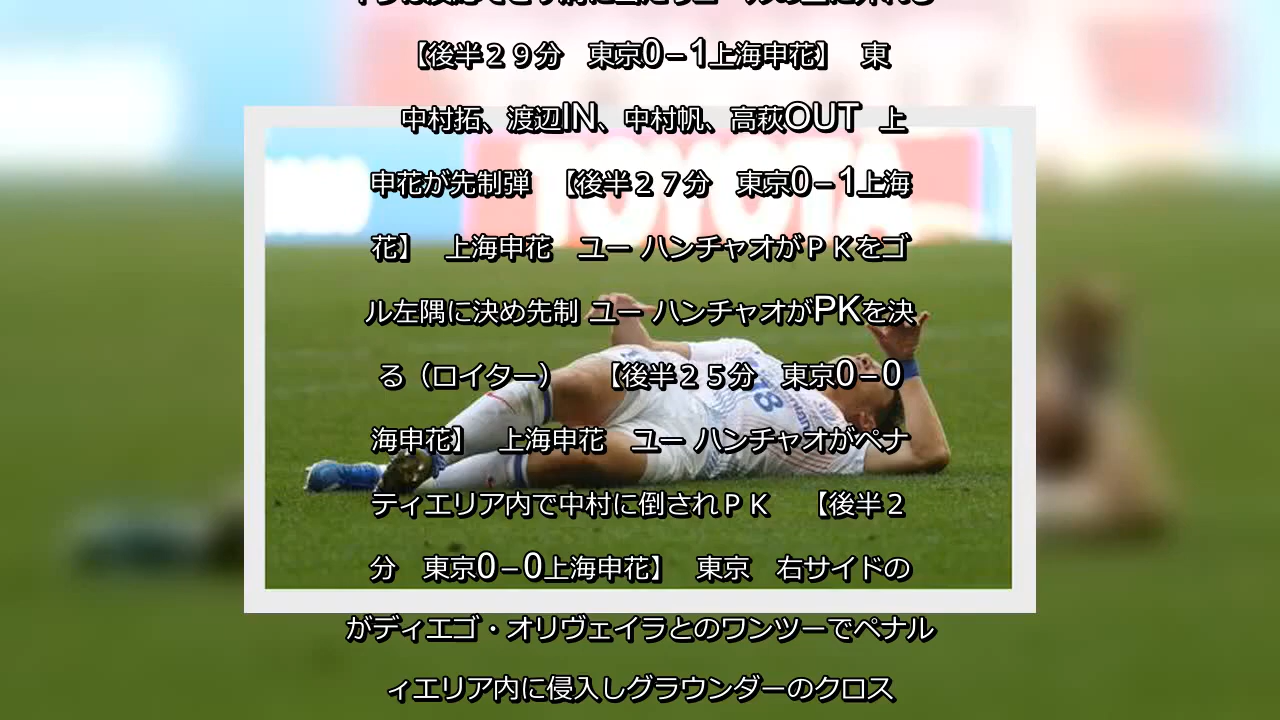 【後半２９分　東京0－1上海申花】　東
中村拓、渡辺IN、中村帆、高萩OUT　上
申花が先制弾　【後半２７分　東京0－1上海
花】　上海申花　ユー ハンチャオがＰＫをゴ
ル左隅に決め先制 ユー ハンチャオがPKを決
る（ロイター）　【後半２５分　東京0－0
海申花】　上海申花　ユー ハンチャオがペナ
ティエリア内で中村に倒されＰＫ　【後半２
分　東京0－0上海申花】　東京　右サイドの
がディエゴ・オリヴェイラとのワンツーでペナル
ィエリア内に侵入しグラウンダーのクロス
TOYOTA
18